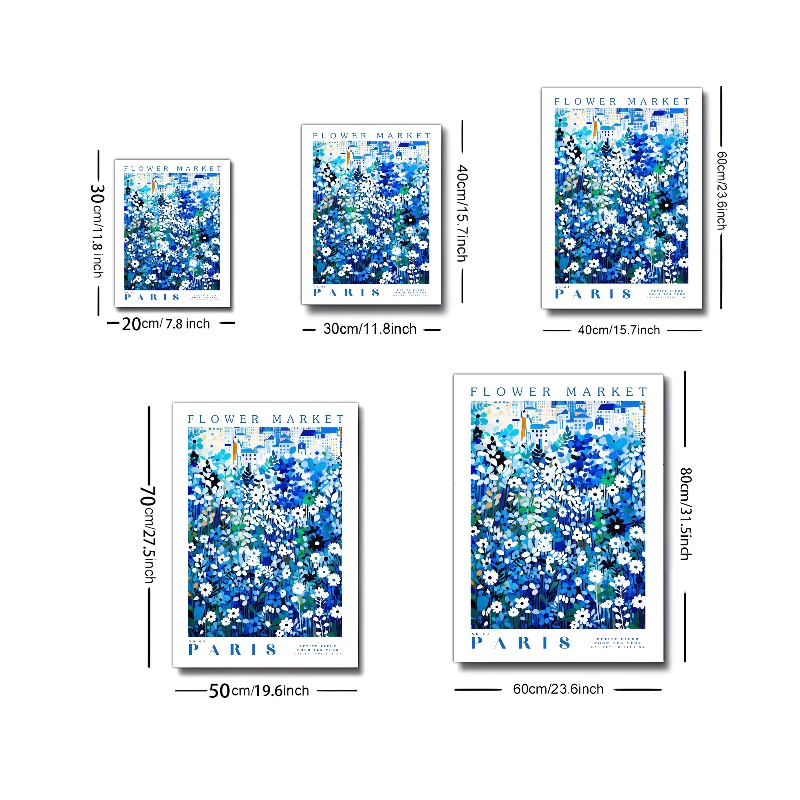 FLOWER MARKET
PARIS
30cm/11.8 inch
20cm/ 7.8 inch
FLOWER MARKET
PARIS
40cm/15.7inch
30cm/11.8inch
FLOWER MARKET
PARIS
60cm/23.6inch
40cm/15.7inch
FLOWER MARKET
PARIS
70cm/27.5inch
50cm/19.6inch
FLOWER MARKET
PARIS
80cm/31.5inch
60cm/23.6inch